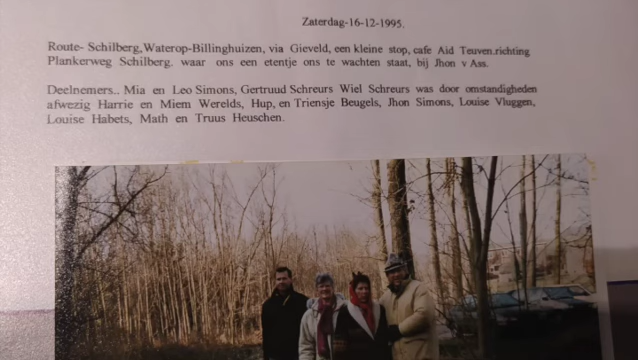 Zaterdag-16-12-1995.
Route- Schilberg, Waterop-Billinghuizen, via Gieveld, een kleine stop, cafe Aid Teuven.richting
Plankerweg Schilberg. waar ons een etentje ons te wachten staat, bij Jhon v Ass.
Deelnemers.. Mia en Leo Simons, Gertruud Schreurs Wiel Schreurs was door omstandigheden
afwezig Harrie en Miem Werelds, Hup, en Triensje Beugels, Jhon Simons, Louise Vluggen,
Louise Habets, Math en Truus Heuschen.